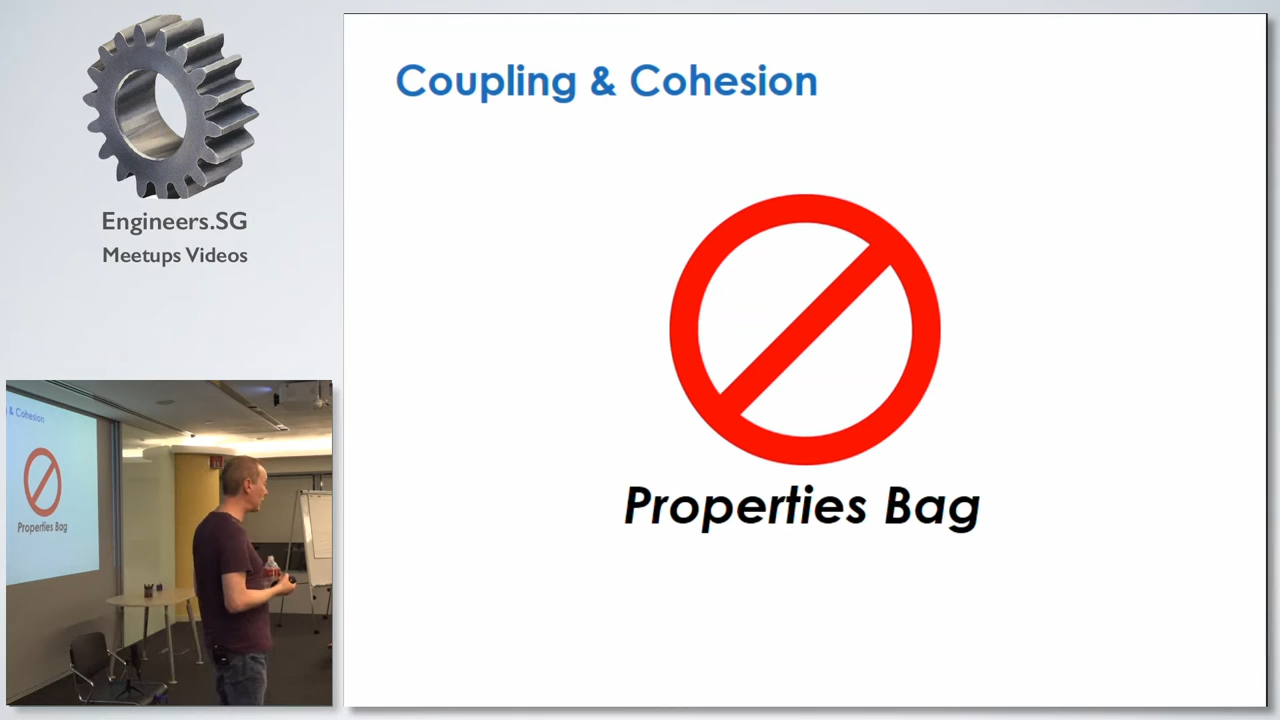 Engineers.SG
Meetups Videos
Coupling & Cohesion
Properties Bag
& Cohesion
Properties Bag